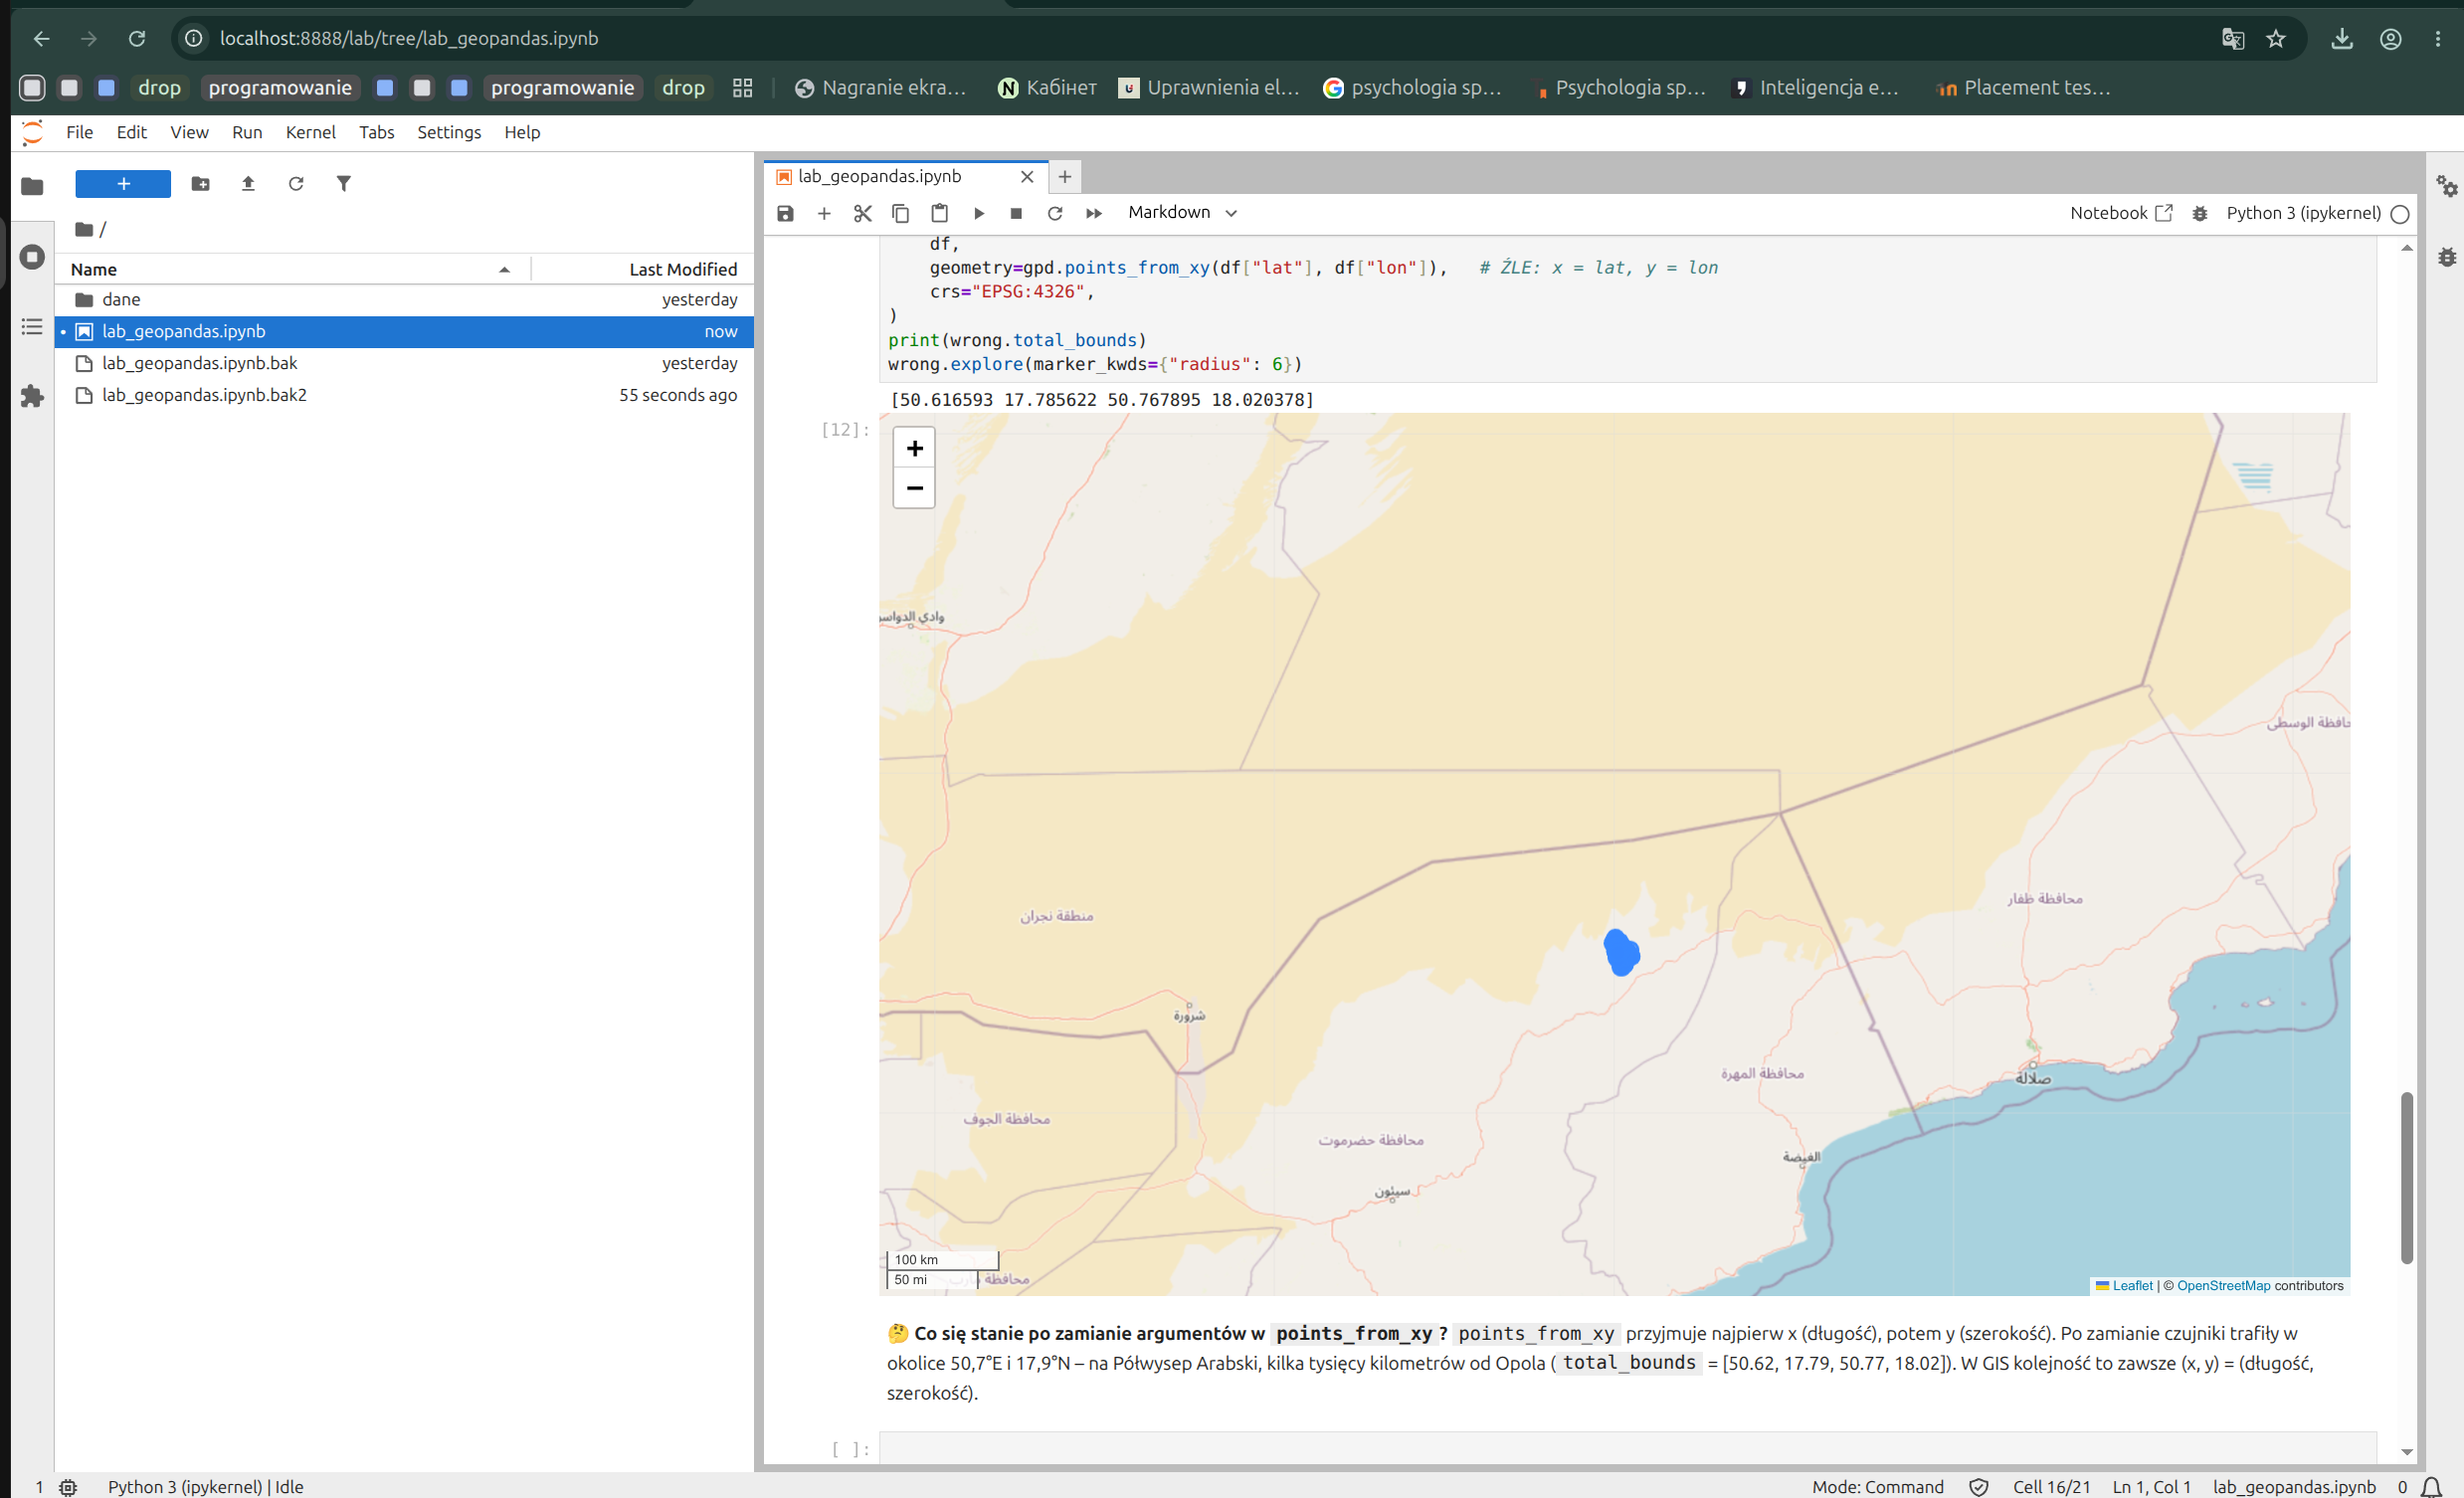 localhost:8888/lab/tree/lab_geopandas.ipynb
drop programowanie programowanie drop Nagranie ekra... Кабінет Uprawnienia el... psychologia sp... Psychologia sp... Inteligencja e... Placement tes...
File Edit View Run Kernel Tabs Settings Help
lab_geopandas.ipynb
Markdown Notebook Python 3 (ipykernel)
/
Name Last Modified
dane yesterday
lab_geopandas.ipynb now
lab_geopandas.ipynb.bak yesterday
lab_geopandas.ipynb.bak2 55 seconds ago
df,
geometry=gpd.points_from_xy(df["lat"], df["lon"]), # ŹLE: x = lat, y = lon
crs="EPSG:4326",
)
print(wrong.total_bounds)
wrong.explore(marker_kwds={"radius": 6})
[50.616593 17.785622 50.767895 18.020378]
[12]:
+
−
وادي الدواسر
محافظة الوسطى
محافظة ظفار
منطقة نجران
شرورة
محافظة المهرة
صلالة
محافظة الجوف
محافظة حضرموت
الغيضة
سيئون
100 km
50 mi
محافظة مأرب
Leaflet | © OpenStreetMap contributors
🤔 Co się stanie po zamianie argumentów w points_from_xy? points_from_xy przyjmuje najpierw x (długość), potem y (szerokość). Po zamianie czujniki trafiły w
okolice 50,7°E i 17,9°N – na Półwysep Arabski, kilka tysięcy kilometrów od Opola (total_bounds = [50.62, 17.79, 50.77, 18.02]). W GIS kolejność to zawsze (x, y) = (długość,
szerokość).
[ ]:
1 Python 3 (ipykernel) | Idle Mode: Command Cell 16/21 Ln 1, Col 1 lab_geopandas.ipynb 0